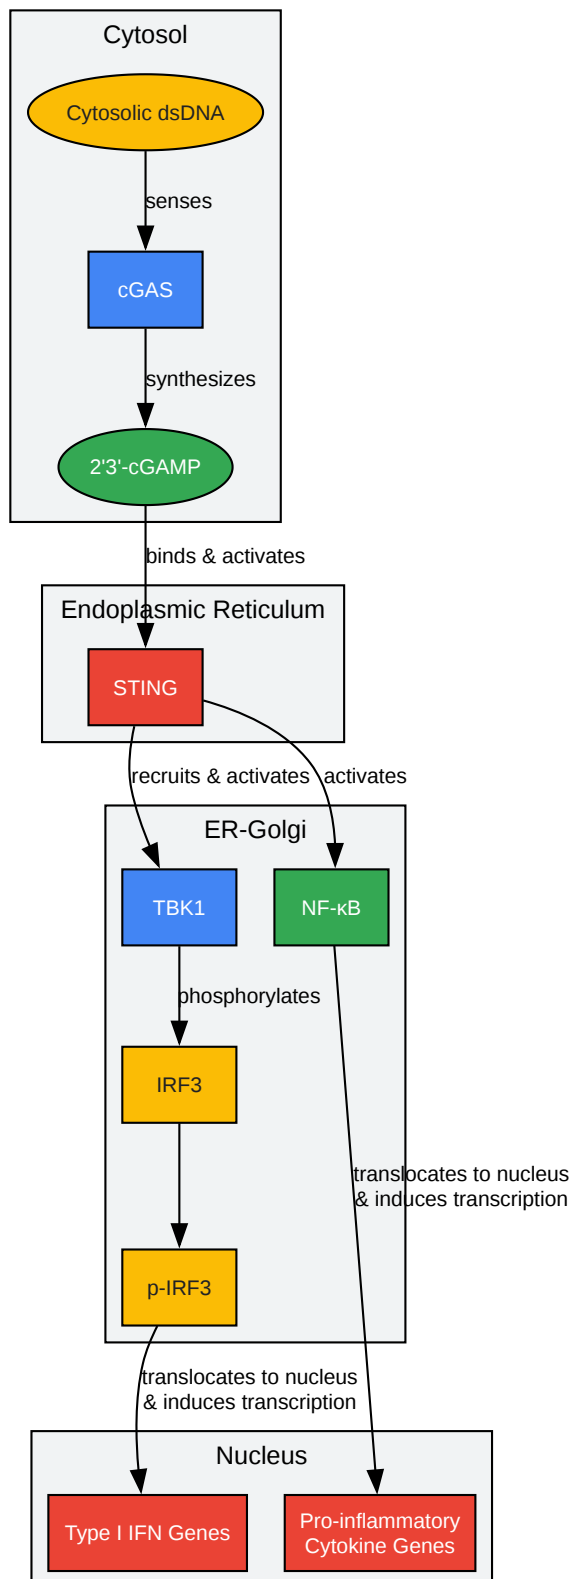 Cytosol
Cytosolic dsDNA
senses
cGAS
synthesizes
2'3'-cGAMP
binds & activates
Endoplasmic Reticulum
STING
recruits & activates
activates
ER-Golgi
TBK1
NF-κB
phosphorylates
IRF3
translocates to nucleus
& induces transcription
p-IRF3
translocates to nucleus
& induces transcription
Nucleus
Type I IFN Genes
Pro-inflammatory
Cytokine Genes